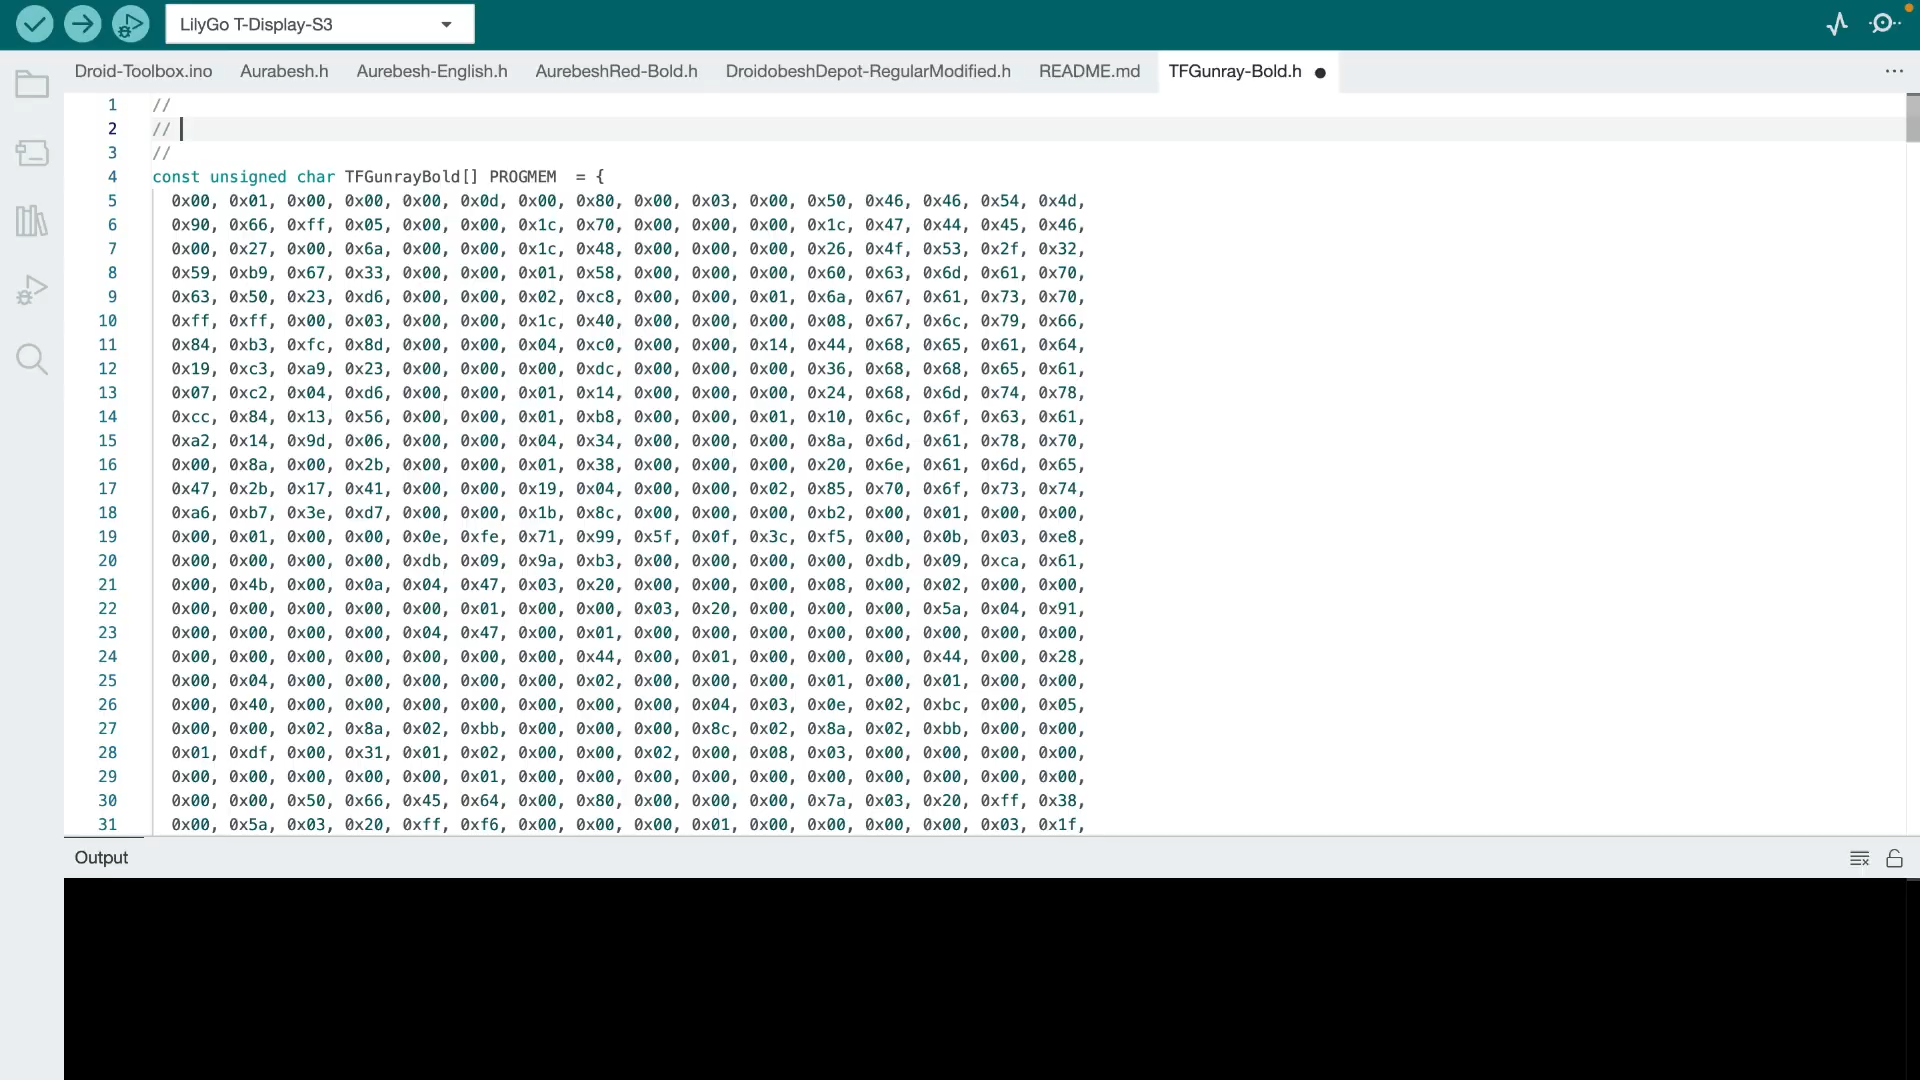 LilyGo T-Display-S3
Droid-Toolbox.ino Aurabesh.h Aurebesh-English.h AurebeshRed-Bold.h DroidobeshDepot-RegularModified.h README.md TFGunray-Bold.h
1 //
2 //
3 //
4 const unsigned char TFGunrayBold[] PROGMEM = {
5 0x00, 0x01, 0x00, 0x00, 0x00, 0x0d, 0x00, 0x80, 0x00, 0x03, 0x00, 0x50, 0x46, 0x46, 0x54, 0x4d,
6 0x90, 0x66, 0xff, 0x05, 0x00, 0x00, 0x1c, 0x70, 0x00, 0x00, 0x00, 0x1c, 0x47, 0x44, 0x45, 0x46,
7 0x00, 0x27, 0x00, 0x6a, 0x00, 0x00, 0x1c, 0x48, 0x00, 0x00, 0x00, 0x26, 0x4f, 0x53, 0x2f, 0x32,
8 0x59, 0xb9, 0x67, 0x33, 0x00, 0x00, 0x01, 0x58, 0x00, 0x00, 0x00, 0x60, 0x63, 0x6d, 0x61, 0x70,
9 0x63, 0x50, 0x23, 0xd6, 0x00, 0x00, 0x02, 0xc8, 0x00, 0x00, 0x01, 0x6a, 0x67, 0x61, 0x73, 0x70,
10 0xff, 0xff, 0x00, 0x03, 0x00, 0x00, 0x1c, 0x40, 0x00, 0x00, 0x00, 0x08, 0x67, 0x6c, 0x79, 0x66,
11 0x84, 0xb3, 0xfc, 0x8d, 0x00, 0x00, 0x04, 0xc0, 0x00, 0x00, 0x14, 0x44, 0x68, 0x65, 0x61, 0x64,
12 0x19, 0xc3, 0xa9, 0x23, 0x00, 0x00, 0x00, 0xdc, 0x00, 0x00, 0x00, 0x36, 0x68, 0x68, 0x65, 0x61,
13 0x07, 0xc2, 0x04, 0xd6, 0x00, 0x00, 0x01, 0x14, 0x00, 0x00, 0x00, 0x24, 0x68, 0x6d, 0x74, 0x78,
14 0xcc, 0x84, 0x13, 0x56, 0x00, 0x00, 0x01, 0xb8, 0x00, 0x00, 0x01, 0x10, 0x6c, 0x6f, 0x63, 0x61,
15 0xa2, 0x14, 0x9d, 0x06, 0x00, 0x00, 0x04, 0x34, 0x00, 0x00, 0x00, 0x8a, 0x6d, 0x61, 0x78, 0x70,
16 0x00, 0x8a, 0x00, 0x2b, 0x00, 0x00, 0x01, 0x38, 0x00, 0x00, 0x00, 0x20, 0x6e, 0x61, 0x6d, 0x65,
17 0x47, 0x2b, 0x17, 0x41, 0x00, 0x00, 0x19, 0x04, 0x00, 0x00, 0x02, 0x85, 0x70, 0x6f, 0x73, 0x74,
18 0xa6, 0xb7, 0x3e, 0xd7, 0x00, 0x00, 0x1b, 0x8c, 0x00, 0x00, 0x00, 0xb2, 0x00, 0x01, 0x00, 0x00,
19 0x00, 0x01, 0x00, 0x00, 0x0e, 0xfe, 0x71, 0x99, 0x5f, 0x0f, 0x3c, 0xf5, 0x00, 0x0b, 0x03, 0xe8,
20 0x00, 0x00, 0x00, 0x00, 0xdb, 0x09, 0x9a, 0xb3, 0x00, 0x00, 0x00, 0x00, 0xdb, 0x09, 0xca, 0x61,
21 0x00, 0x4b, 0x00, 0x0a, 0x04, 0x47, 0x03, 0x20, 0x00, 0x00, 0x00, 0x08, 0x00, 0x02, 0x00, 0x00,
22 0x00, 0x00, 0x00, 0x00, 0x00, 0x01, 0x00, 0x00, 0x03, 0x20, 0x00, 0x00, 0x00, 0x5a, 0x04, 0x91,
23 0x00, 0x00, 0x00, 0x00, 0x04, 0x47, 0x00, 0x01, 0x00, 0x00, 0x00, 0x00, 0x00, 0x00, 0x00, 0x00,
24 0x00, 0x00, 0x00, 0x00, 0x00, 0x00, 0x00, 0x44, 0x00, 0x01, 0x00, 0x00, 0x00, 0x44, 0x00, 0x28,
25 0x00, 0x04, 0x00, 0x00, 0x00, 0x00, 0x00, 0x02, 0x00, 0x00, 0x00, 0x01, 0x00, 0x01, 0x00, 0x00,
26 0x00, 0x40, 0x00, 0x00, 0x00, 0x00, 0x00, 0x00, 0x00, 0x04, 0x03, 0x0e, 0x02, 0xbc, 0x00, 0x05,
27 0x00, 0x00, 0x02, 0x8a, 0x02, 0xbb, 0x00, 0x00, 0x00, 0x8c, 0x02, 0x8a, 0x02, 0xbb, 0x00, 0x00,
28 0x01, 0xdf, 0x00, 0x31, 0x01, 0x02, 0x00, 0x00, 0x02, 0x00, 0x08, 0x03, 0x00, 0x00, 0x00, 0x00,
29 0x00, 0x00, 0x00, 0x00, 0x00, 0x01, 0x00, 0x00, 0x00, 0x00, 0x00, 0x00, 0x00, 0x00, 0x00, 0x00,
30 0x00, 0x00, 0x50, 0x66, 0x45, 0x64, 0x00, 0x80, 0x00, 0x00, 0x00, 0x7a, 0x03, 0x20, 0xff, 0x38,
31 0x00, 0x5a, 0x03, 0x20, 0xff, 0xf6, 0x00, 0x00, 0x00, 0x01, 0x00, 0x00, 0x00, 0x00, 0x03, 0x1f,
Output